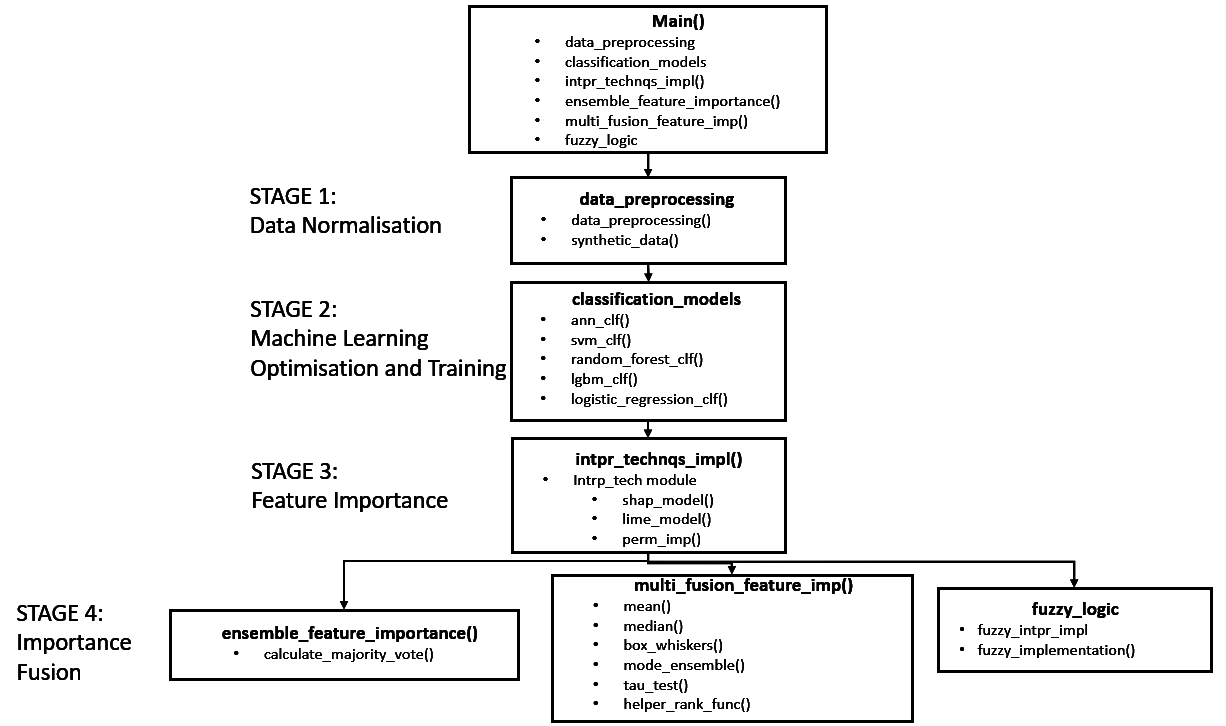 Main()
• data_preprocessing
• classification_models
• intpr_technqs_impl()
• ensemble_feature_importance()
• multi_fusion_feature_imp()
• fuzzy_logic
STAGE 1:
Data Normalisation
data_preprocessing
• data_preprocessing()
• synthetic_data()
STAGE 2:
Machine Learning
Optimisation and Training
classification_models
• ann_clf()
• svm_clf()
• random_forest_clf()
• lgbm_clf()
• logistic_regression_clf()
STAGE 3:
Feature Importance
intpr_technqs_impl()
• Intrp_tech module
• shap_model()
• lime_model()
• perm_imp()
STAGE 4:
Importance
Fusion
ensemble_feature_importance()
• calculate_majority_vote()
multi_fusion_feature_imp()
• mean()
• median()
• box_whiskers()
• mode_ensemble()
• tau_test()
• helper_rank_func()
fuzzy_logic
• fuzzy_intpr_impl
• fuzzy_implementation()